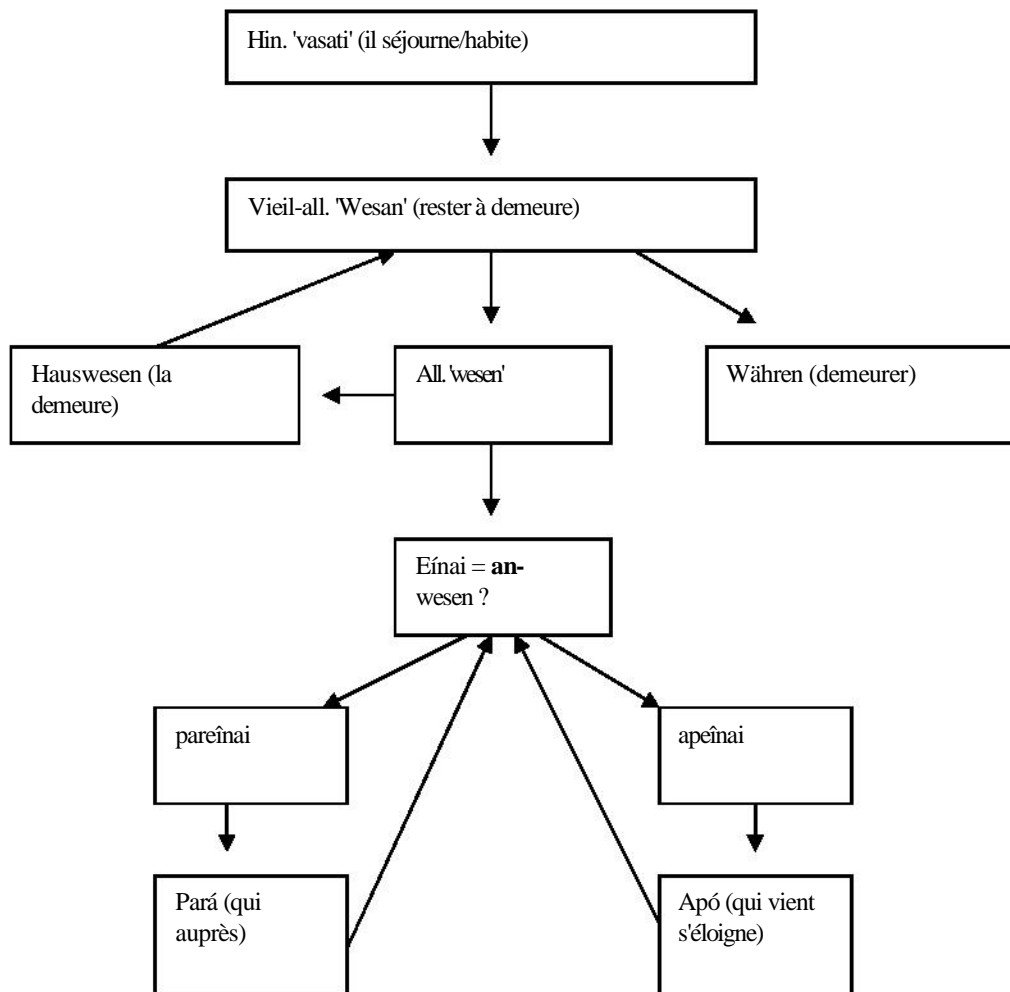 Hin. 'vasati' (il séjourne/habite)
Vieil-all. 'Wesan' (rester à demeure)
Hauswesen (la
demeure)
All. 'wesen'
Währen (demeurer)
Eínai = an-
wesen ?
pareînai
apeînai
Pará (qui
auprès)
Apó (qui vient
s'éloigne)